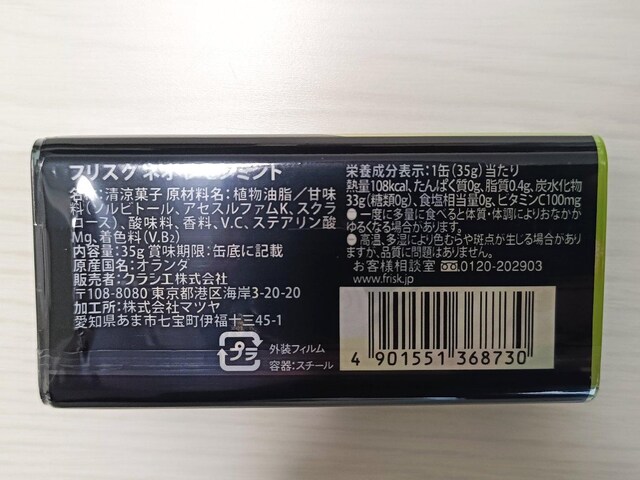 フリスク ネオ レモンミント
名称:清涼菓子 原材料名:植物油脂/甘味
料(ソルビトール、アセスルファムK、スクラ
ロース)、酸味料、香料、V.C、ステアリン酸
Mg、着色料(V.B₂)
内容量:35g 賞味期限:缶底に記載
原産国名:オランダ
販売者:クラシエ株式会社
〒108-8080 東京都港区海岸3-20-20
加工所:株式会社マツヤ
愛知県あま市七宝町伊福十三45-1
プラ
外装フィルム
容器:スチール
栄養成分表示:1缶(35g)当たり
熱量108kcal、たんぱく質0g、脂質0.4g、炭水化物
33g(糖類0g)、食塩相当量0g、ビタミンC100mg
●一度に多量に食べると体質・体調によりおなかが
ゆるくなる場合があります。
●高温、多湿により色むらや斑点が生じる場合があり
ますが、品質に問題はありません。
お客様相談室 0120-202903
www.frisk.jp
4 901551 368730